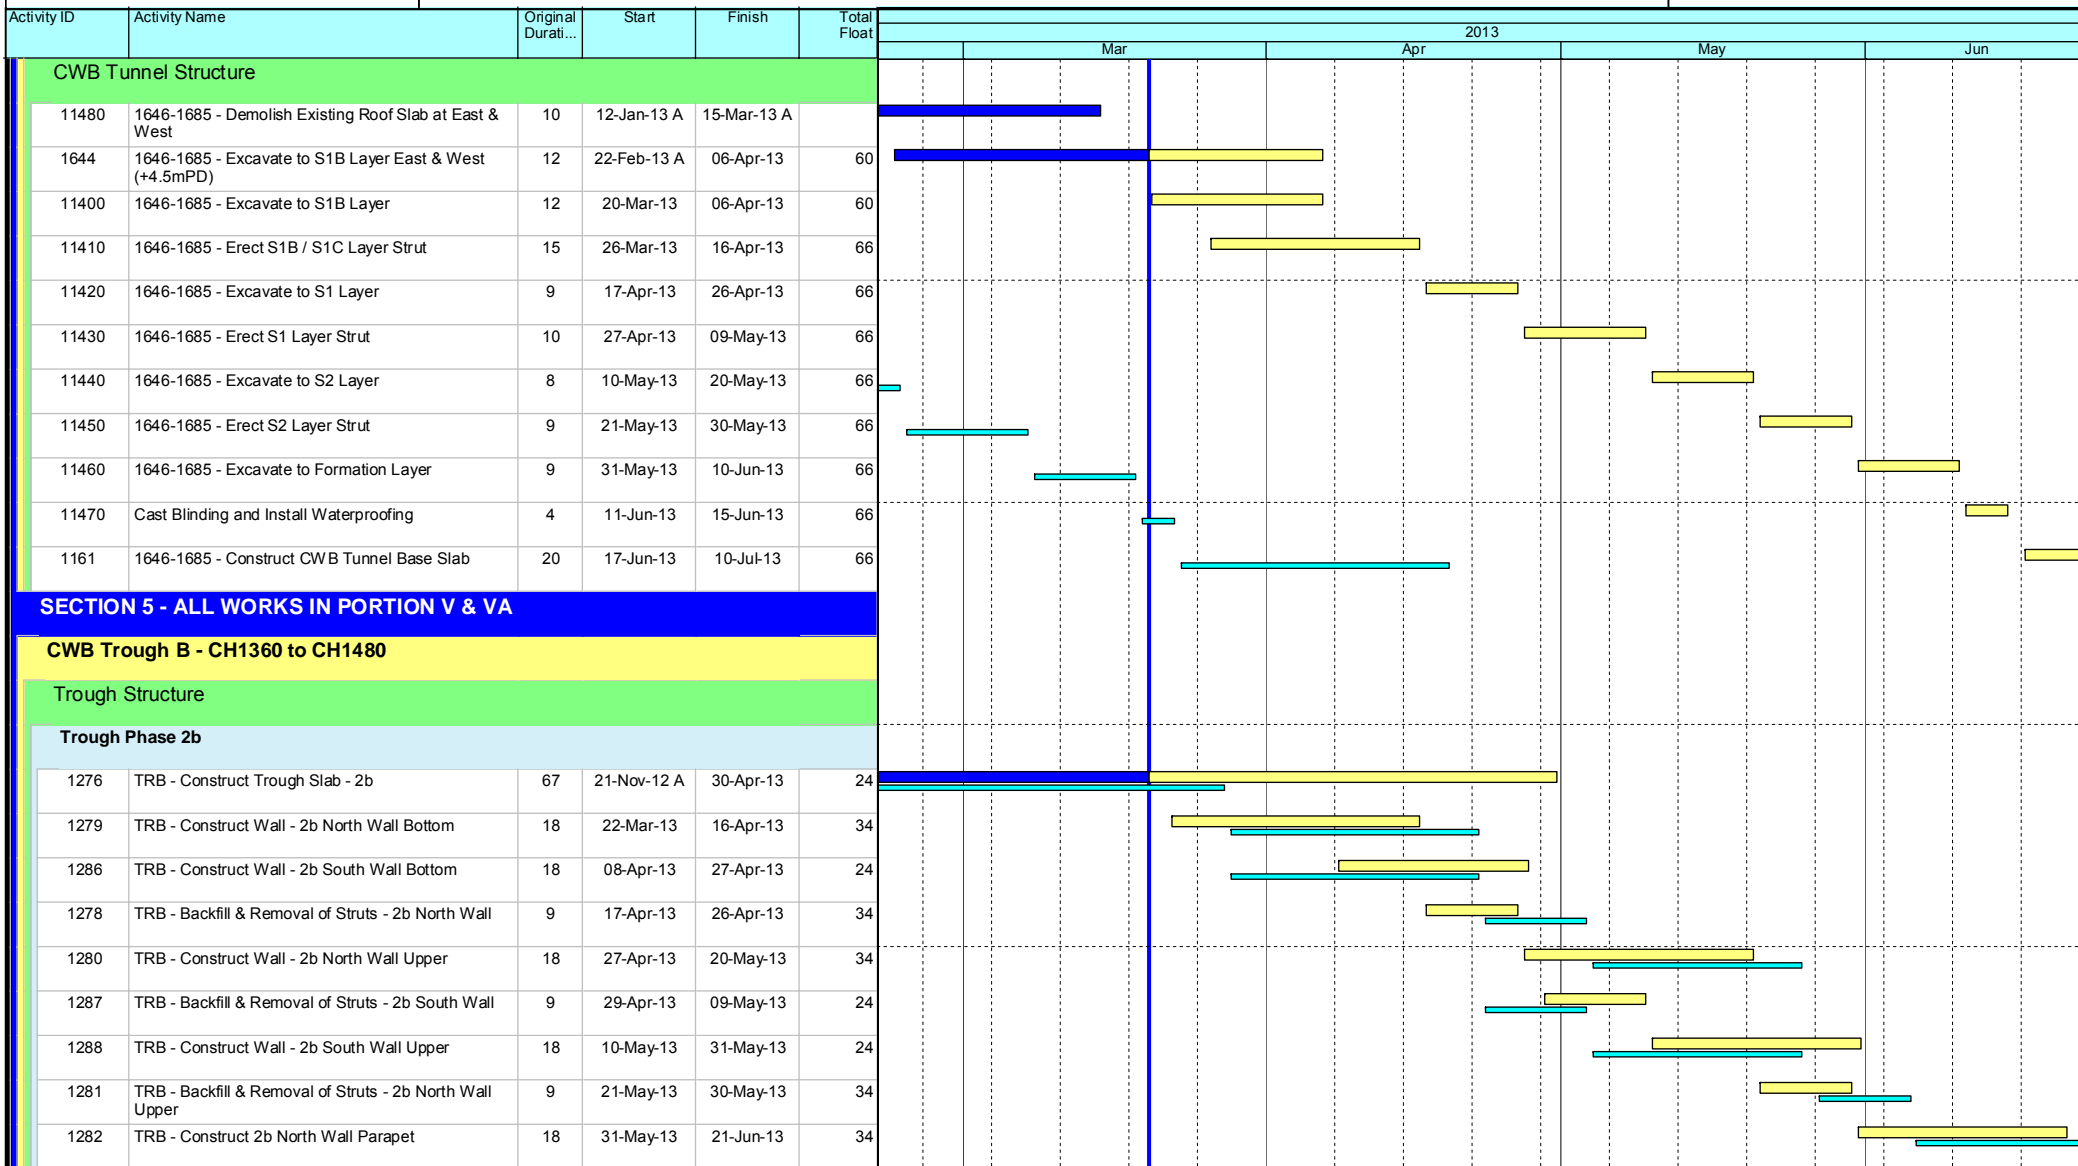 Activity ID Activity Name Original Start Finish Total
Durati... Float
2013
Mar Apr May Jun
CWB Tunnel Structure
11480 1646-1685 - Demolish Existing Roof Slab at East & 10 12-Jan-13 A 15-Mar-13 A
West
1644 1646-1685 - Excavate to S1B Layer East & West 12 22-Feb-13 A 06-Apr-13 60
(+4.5mPD)
11400 1646-1685 - Excavate to S1B Layer 12 20-Mar-13 06-Apr-13 60
11410 1646-1685 - Erect S1B / S1C Layer Strut 15 26-Mar-13 16-Apr-13 66
11420 1646-1685 - Excavate to S1 Layer 9 17-Apr-13 26-Apr-13 66
11430 1646-1685 - Erect S1 Layer Strut 10 27-Apr-13 09-May-13 66
11440 1646-1685 - Excavate to S2 Layer 8 10-May-13 20-May-13 66
11450 1646-1685 - Erect S2 Layer Strut 9 21-May-13 30-May-13 66
11460 1646-1685 - Excavate to Formation Layer 9 31-May-13 10-Jun-13 66
11470 Cast Blinding and Install Waterproofing 4 11-Jun-13 15-Jun-13 66
1161 1646-1685 - Construct CWB Tunnel Base Slab 20 17-Jun-13 10-Jul-13 66
SECTION 5 - ALL WORKS IN PORTION V & VA
CWB Trough B - CH1360 to CH1480
Trough Structure
Trough Phase 2b
1276 TRB - Construct Trough Slab - 2b 67 21-Nov-12 A 30-Apr-13 24
1279 TRB - Construct Wall - 2b North Wall Bottom 18 22-Mar-13 16-Apr-13 34
1286 TRB - Construct Wall - 2b South Wall Bottom 18 08-Apr-13 27-Apr-13 24
1278 TRB - Backfill & Removal of Struts - 2b North Wall 9 17-Apr-13 26-Apr-13 34
1280 TRB - Construct Wall - 2b North Wall Upper 18 27-Apr-13 20-May-13 34
1287 TRB - Backfill & Removal of Struts - 2b South Wall 9 29-Apr-13 09-May-13 24
1288 TRB - Construct Wall - 2b South Wall Upper 18 10-May-13 31-May-13 24
1281 TRB - Backfill & Removal of Struts - 2b North Wall 9 21-May-13 30-May-13 34
Upper
1282 TRB - Construct 2b North Wall Parapet 18 31-May-13 21-Jun-13 34